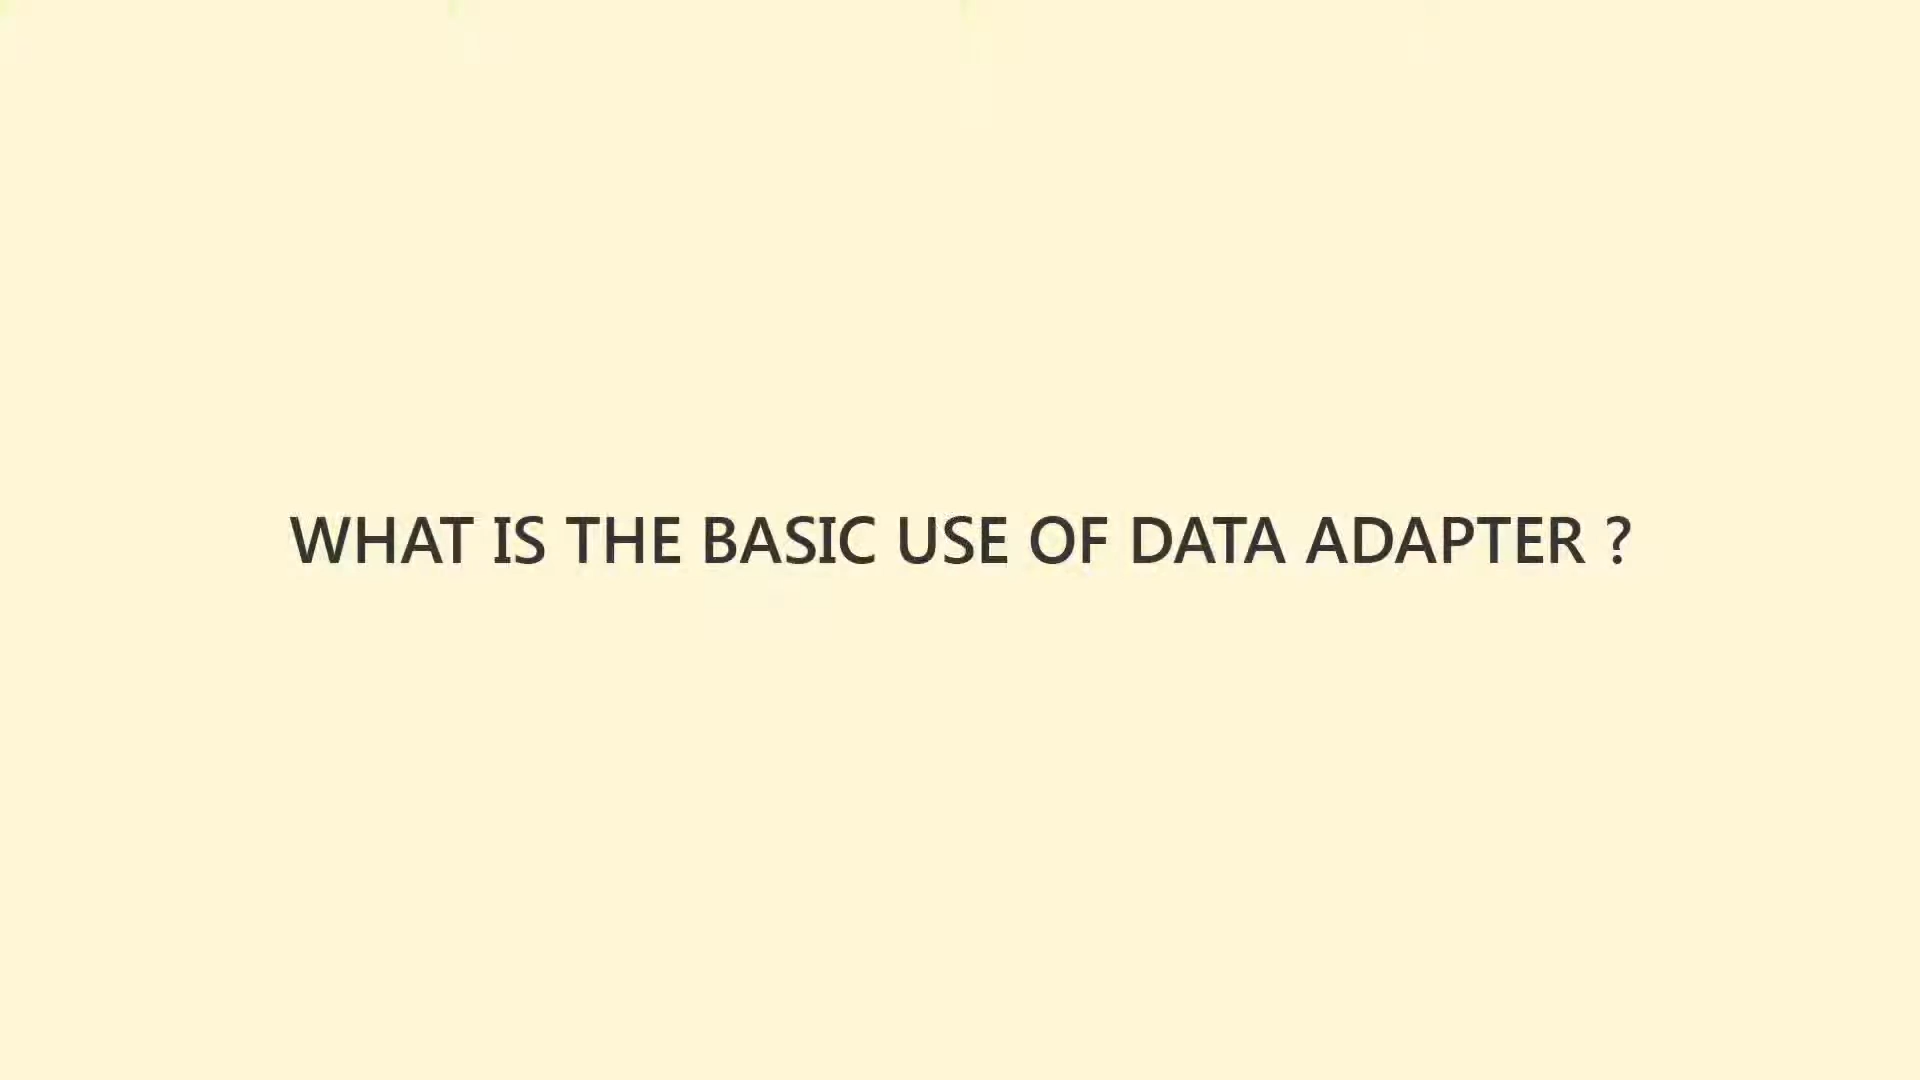 WHAT IS THE BASIC USE OF DATA ADAPTER ?